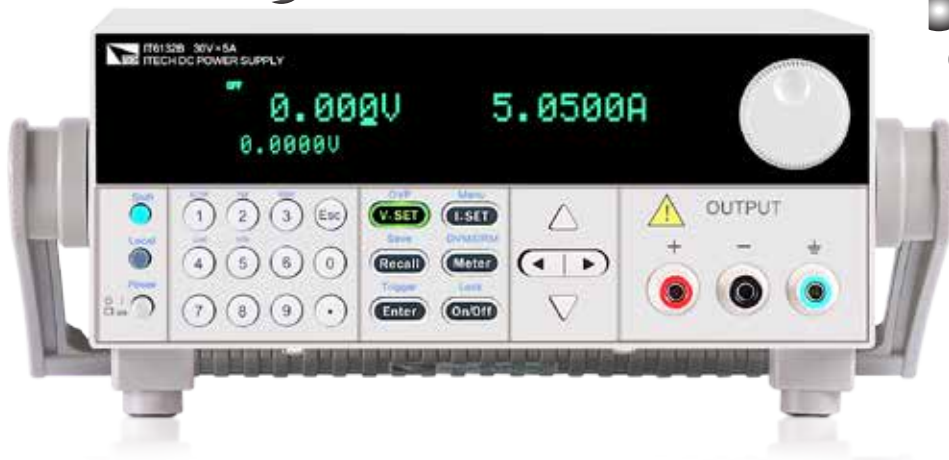 IT6132B 30V×5A
ITECH DC POWER SUPPLY
OFF
0.000V 5.0500A
0.0000V
Shift
Local
Power
1 2 3 Esc
4 5 6 0
7 8 9 .
OVP Menu
V-SET I-SET
Save DVM/DRM
Recall Meter
Trigger Lock
Enter On/Off
OUTPUT
+ -